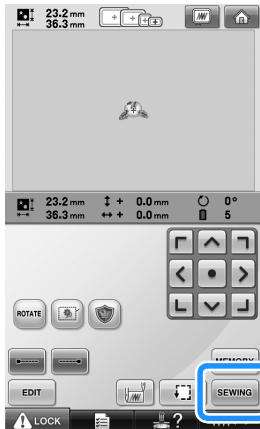 23.2 mm
36.3 mm
23.2 mm + 0.0 mm 0°
36.3 mm + 0.0 mm 5
ROTATE
MEMORY
EDIT SEWING
LOCK ?